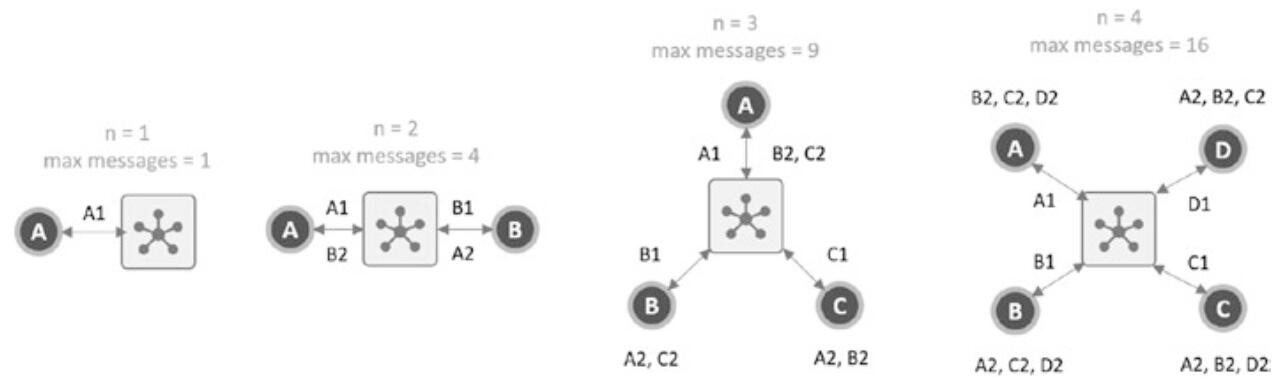 n = 1
max messages = 1
A
A1
n = 2
max messages = 4
A
A1
B2
B1
A2
B
n = 3
max messages = 9
A
A1
B2, C2
B1
C1
B
C
A2, C2
A2, B2
n = 4
max messages = 16
B2, C2, D2
A2, B2, C2
A
D
A1
D1
B1
C1
B
C
A2, C2, D2
A2, B2, D2